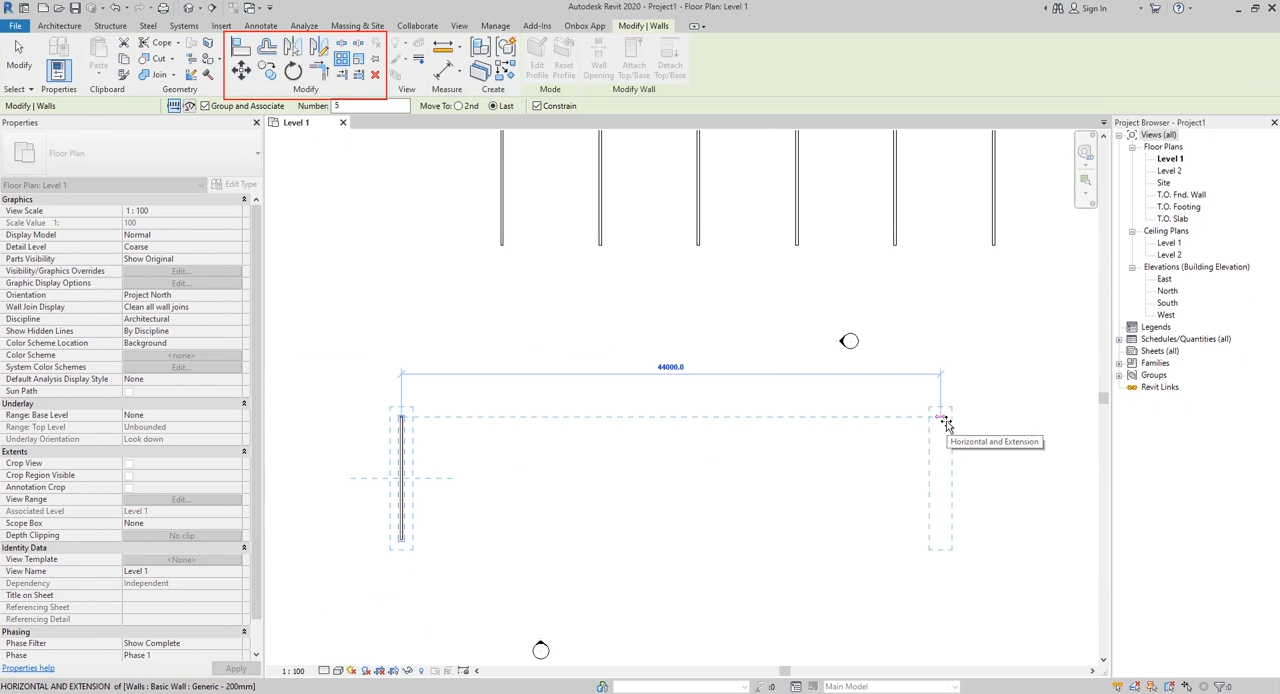 Autodesk Revit 2020 - Project1 - Floor Plan: Level 1
Sign In
File Architecture Structure Steel Systems Insert Annotate Analyze Massing & Site Collaborate View Manage Add-Ins Onbox App Modify | Walls
Modify Paste Cope Cut Join Edit Profile Reset Profile Wall Opening Attach Top/Base Detach Top/Base
Select Properties Clipboard Geometry Modify View Measure Create Mode Modify Wall
Modify | Walls Group and Associate Number: 5 Move To: 2nd Last Constrain
Properties
Floor Plan
Floor Plan: Level 1 Edit Type
Graphics
View Scale 1 : 100
Scale Value 1: 100
Display Model Normal
Detail Level Coarse
Parts Visibility Show Original
Visibility/Graphics Overrides Edit...
Graphic Display Options Edit...
Orientation Project North
Wall Join Display Clean all wall joins
Discipline Architectural
Show Hidden Lines By Discipline
Color Scheme Location Background
Color Scheme <none>
System Color Schemes Edit...
Default Analysis Display Style None
Sun Path
Underlay
Range: Base Level None
Range: Top Level Unbounded
Underlay Orientation Look down
Extents
Crop View
Crop Region Visible
Annotation Crop
View Range Edit...
Associated Level Level 1
Scope Box None
Depth Clipping No clip
Identity Data
View Template <None>
View Name Level 1
Dependency Independent
Title on Sheet
Referencing Sheet
Referencing Detail
Phasing
Phase Filter Show Complete
Phase Phase 1
Properties help Apply
Level 1
44000.0
Horizontal and Extension
1 : 100
Project Browser - Project1
Views (all)
Floor Plans
Level 1
Level 2
Site
T.O. Fnd. Wall
T.O. Footing
T.O. Slab
Ceiling Plans
Level 1
Level 2
Elevations (Building Elevation)
East
North
South
West
Legends
Schedules/Quantities (all)
Sheets (all)
Families
Groups
Revit Links
HORIZONTAL AND EXTENSION of [Walls : Basic Wall : Generic - 200mm] :0 Main Model :0